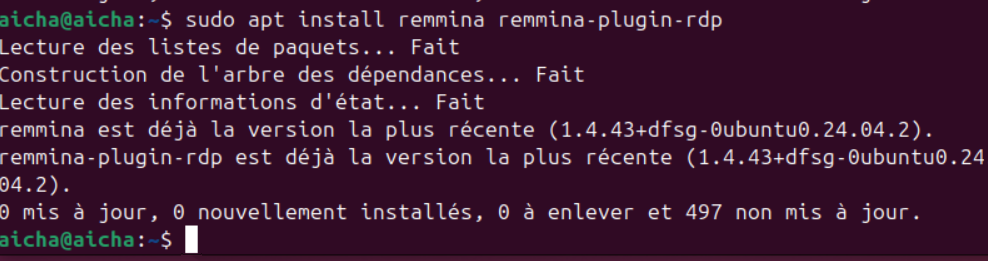 aicha@aicha:~$ sudo apt install remmina remmina-plugin-rdp
Lecture des listes de paquets... Fait
Construction de l'arbre des dépendances... Fait
Lecture des informations d'état... Fait
remmina est déjà la version la plus récente (1.4.43+dfsg-0ubuntu0.24.04.2).
remmina-plugin-rdp est déjà la version la plus récente (1.4.43+dfsg-0ubuntu0.24
04.2).
0 mis à jour, 0 nouvellement installés, 0 à enlever et 497 non mis à jour.
aicha@aicha:~$